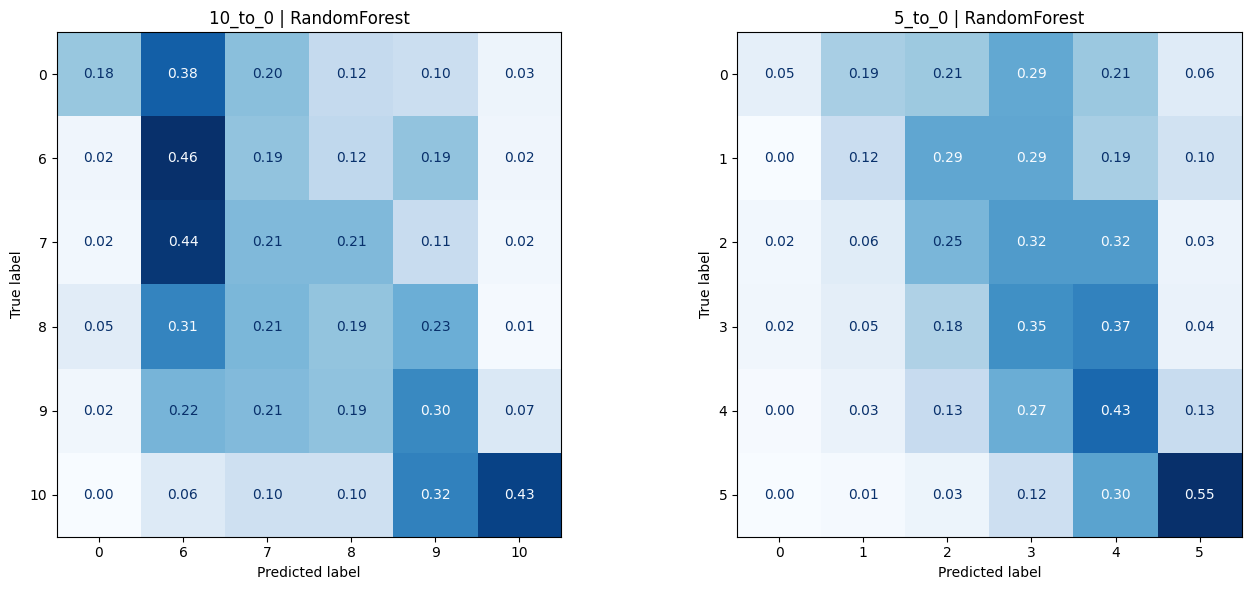 10_to_0 | RandomForest
True label
0 0.18 0.38 0.20 0.12 0.10 0.03
6 0.02 0.46 0.19 0.12 0.19 0.02
7 0.02 0.44 0.21 0.21 0.11 0.02
8 0.05 0.31 0.21 0.19 0.23 0.01
9 0.02 0.22 0.21 0.19 0.30 0.07
10 0.00 0.06 0.10 0.10 0.32 0.43
0 6 7 8 9 10
Predicted label
5_to_0 | RandomForest
True label
0 0.05 0.19 0.21 0.29 0.21 0.06
1 0.00 0.12 0.29 0.29 0.19 0.10
2 0.02 0.06 0.25 0.32 0.32 0.03
3 0.02 0.05 0.18 0.35 0.37 0.04
4 0.00 0.03 0.13 0.27 0.43 0.13
5 0.00 0.01 0.03 0.12 0.30 0.55
0 1 2 3 4 5
Predicted label